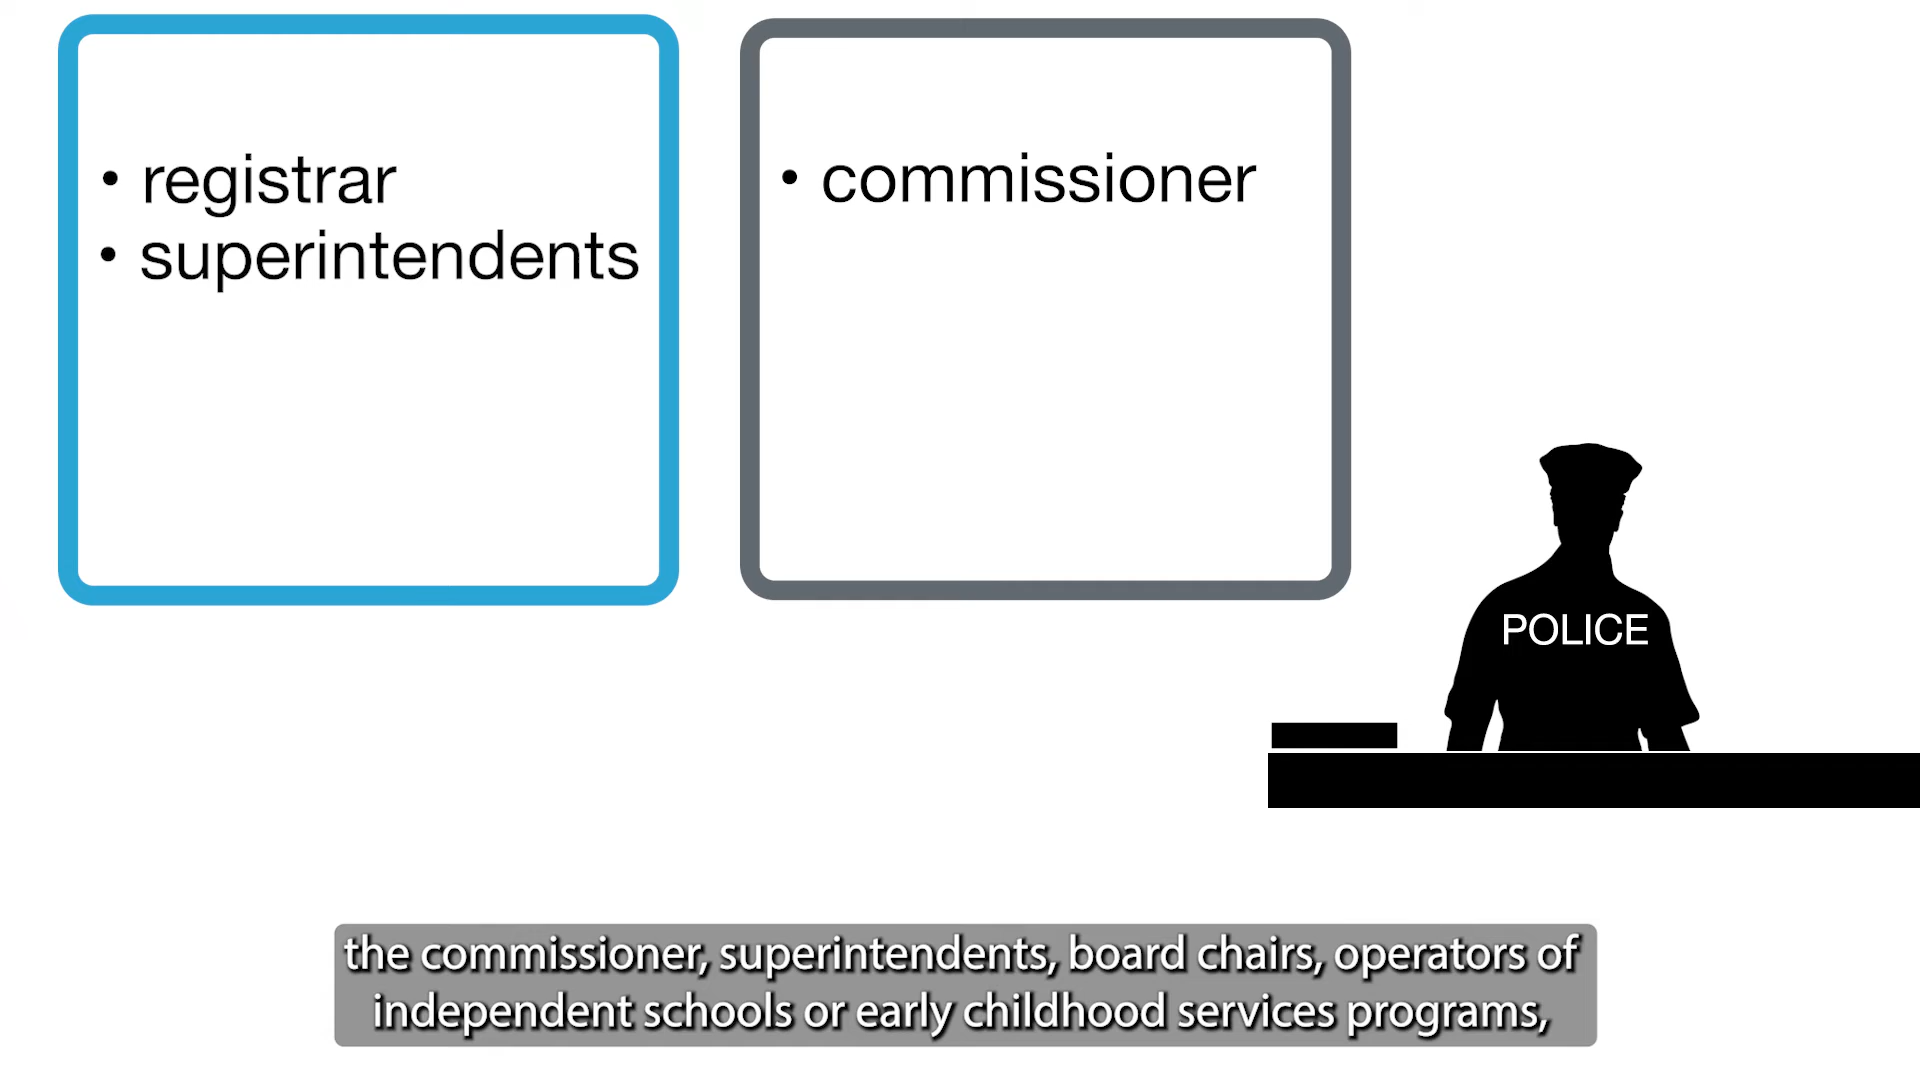 • registrar
• superintendents
• commissioner
POLICE
the commissioner, superintendents, board chairs, operators of
independent schools or early childhood services programs,